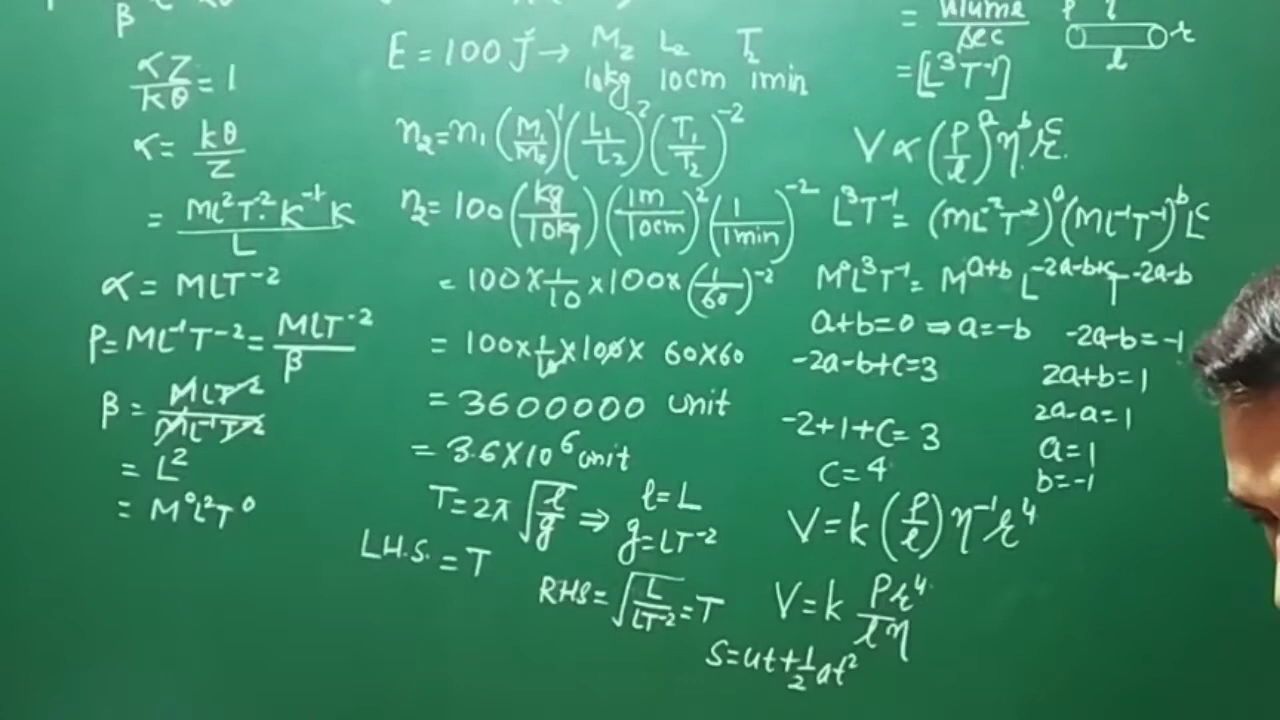 β
αZ/kθ = 1
α = kθ/Z
= ML²T⁻²K⁻¹K/L
α = MLT⁻²
P = ML⁻¹T⁻² = MLT⁻²/β
β = MLT⁻²/ML⁻¹T⁻²
= L²
= M⁰L²T⁰
E = 100 J → M₂ L₂ T₂
10kg 10cm 1min
n₂ = n₁ (M₁/M₂)¹ (L₁/L₂)² (T₁/T₂)⁻²
n₂ = 100 (kg/10kg) (1m/10cm)² (1/1min)⁻²
= 100 × 1/10 × 100 × (1/60)⁻²
= 100 × 1/10 × 100 × 60 × 60
= 3600000 unit
= 3.6 × 10⁶ unit
T = 2π √(l/g) ⇒ l = L
g = LT⁻²
L.H.S. = T
RHS = √(L/LT⁻²) = T
= volume/sec
P l
r
l
= [L³T⁻¹]
V ∝ (P/l)ᵃ ηᵇ rᶜ
L³T⁻¹ = (ML⁻²T⁻²)ᵃ (ML⁻¹T⁻¹)ᵇ Lᶜ
M⁰L³T⁻¹ = Mᵃ⁺ᵇ L⁻²ᵃ⁻ᵇ⁺ᶜ T⁻²ᵃ⁻ᵇ
a+b=0 ⇒ a=-b
-2a-b+c=3
-2+1+c=3
c=4
-2a-b=-1
2a+b=1
2a-a=1
a=1
b=-1
V = k (P/l) η⁻¹ r⁴
V = k Pr⁴/lη
S=ut+½at²